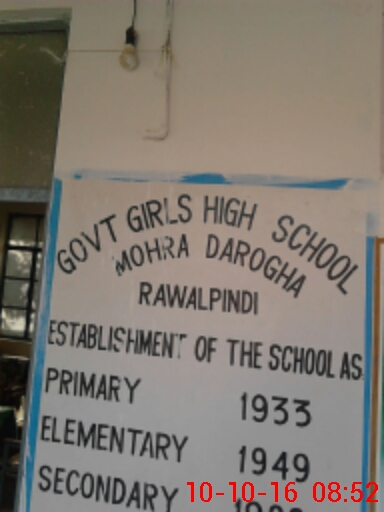 GOVT GIRLS HIGH SCHOOL
MOHRA DAROGHA
RAWALPINDI
ESTABLISHMENT OF THE SCHOOL AS
PRIMARY 1933
ELEMENTARY 1949
SECONDARY
10-10-16 08:52